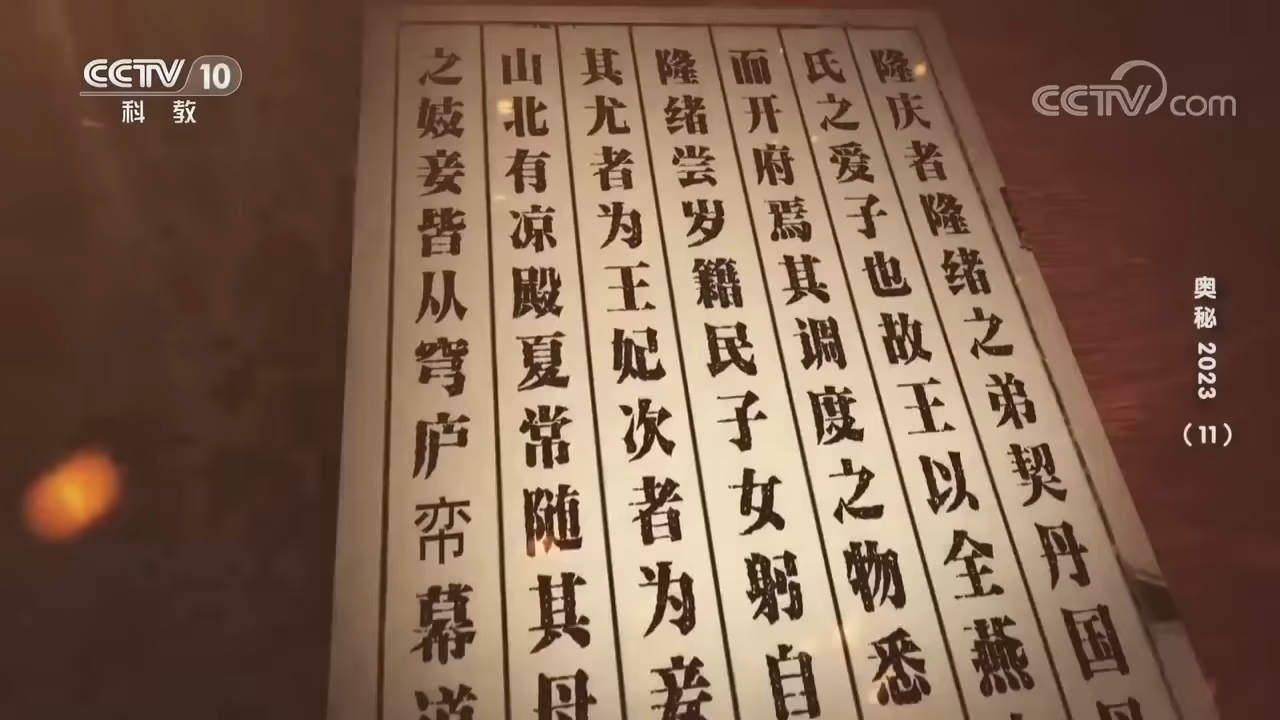 CCTV 10
科教
CCTV.com
隆庆者隆绪之弟契丹国
氏之爱子也故王以全燕
而开府焉其调度之物悉
隆绪尝岁籍民子女躬自
其尤者为王妃次者为妾
山北有凉殿夏常随其母
之妓妾皆从穹庐帟幕
奥秘 2023
（11）